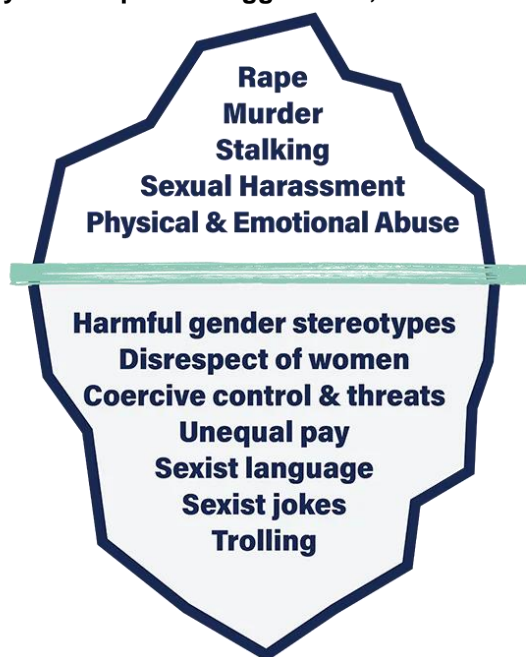 Rape
Murder
Stalking
Sexual Harassment
Physical & Emotional Abuse
Harmful gender stereotypes
Disrespect of women
Coercive control & threats
Unequal pay
Sexist language
Sexist jokes
Trolling